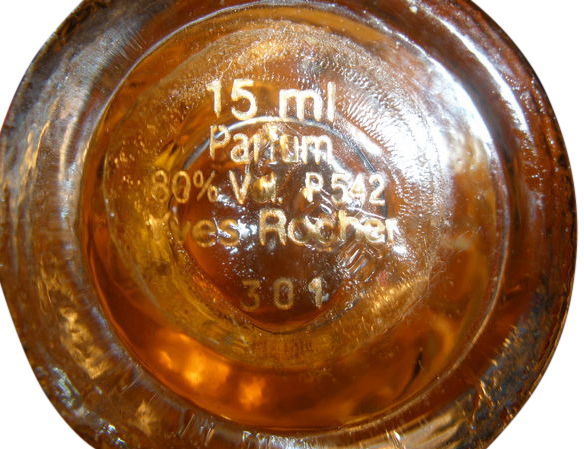 15 ml
Parfum
80% Vol. P.542
Yves Rocher
301